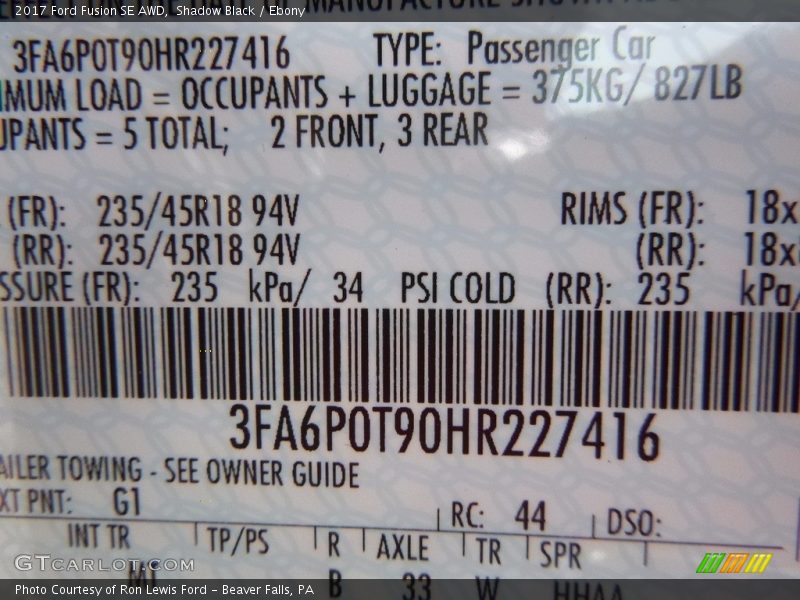 2017 Ford Fusion SE AWD, Shadow Black / Ebony
3FA6P0T90HR227416 TYPE: Passenger Car
IMUM LOAD = OCCUPANTS + LUGGAGE = 375KG/ 827LB
UPANTS = 5 TOTAL; 2 FRONT, 3 REAR
(FR): 235/45R18 94V RIMS (FR): 18x
(RR): 235/45R18 94V (RR): 18x
SSURE (FR): 235 kPa/ 34 PSI COLD (RR): 235 kPa/
3FA6P0T90HR227416
AILER TOWING - SEE OWNER GUIDE
XT PNT: G1 RC: 44 DSO:
INT TR TP/PS R AXLE TR SPR
B 33 W
GTCARLOT.COM
Photo Courtesy of Ron Lewis Ford - Beaver Falls, PA